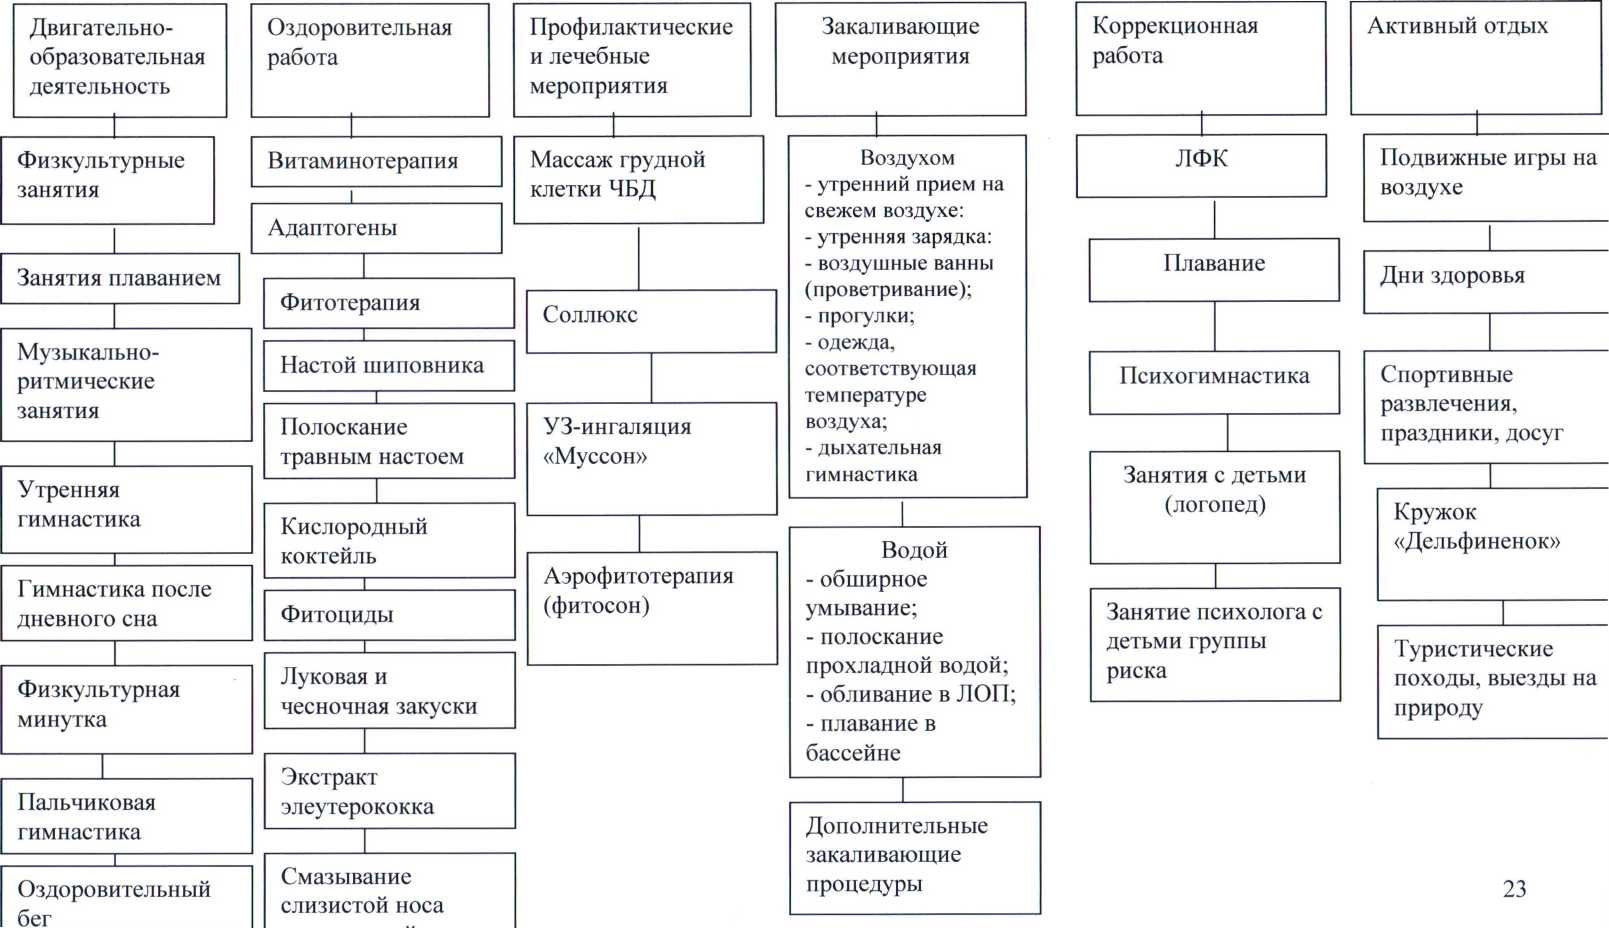 Двигательно-
образовательная
деятельность
Физкультурные
занятия
Занятия плаванием
Музыкально-
ритмические
занятия
Утренняя
гимнастика
Гимнастика после
дневного сна
Физкультурная
минутка
Пальчиковая
гимнастика
Оздоровительный
бег
Оздоровительная
работа
Витаминотерапия
Адаптогены
Фитотерапия
Настой шиповника
Полоскание
травным настоем
Кислородный
коктейль
Фитоциды
Луковая и
чесночная закуски
Экстракт
элеутерококка
Смазывание
слизистой носа
Профилактические
и лечебные
мероприятия
Массаж грудной
клетки ЧБД
Соллюкс
УЗ-ингаляция
«Муссон»
Аэрофитотерапия
(фитосон)
Закаливающие
мероприятия
Воздухом
- утренний прием на
свежем воздухе:
- утренняя зарядка:
- воздушные ванны
(проветривание);
- прогулки;
- одежда,
соответствующая
температуре
воздуха;
- дыхательная
гимнастика
Водой
- обширное
умывание;
- полоскание
прохладной водой;
- обливание в ЛОП;
- плавание в
бассейне
Дополнительные
закаливающие
процедуры
Коррекционная
работа
ЛФК
Плавание
Психогимнастика
Занятия с детьми
(логопед)
Занятие психолога с
детьми группы
риска
Активный отдых
Подвижные игры на
воздухе
Дни здоровья
Спортивные
развлечения,
праздники, досуг
Кружок
«Дельфиненок»
Туристические
походы, выезды на
природу
23